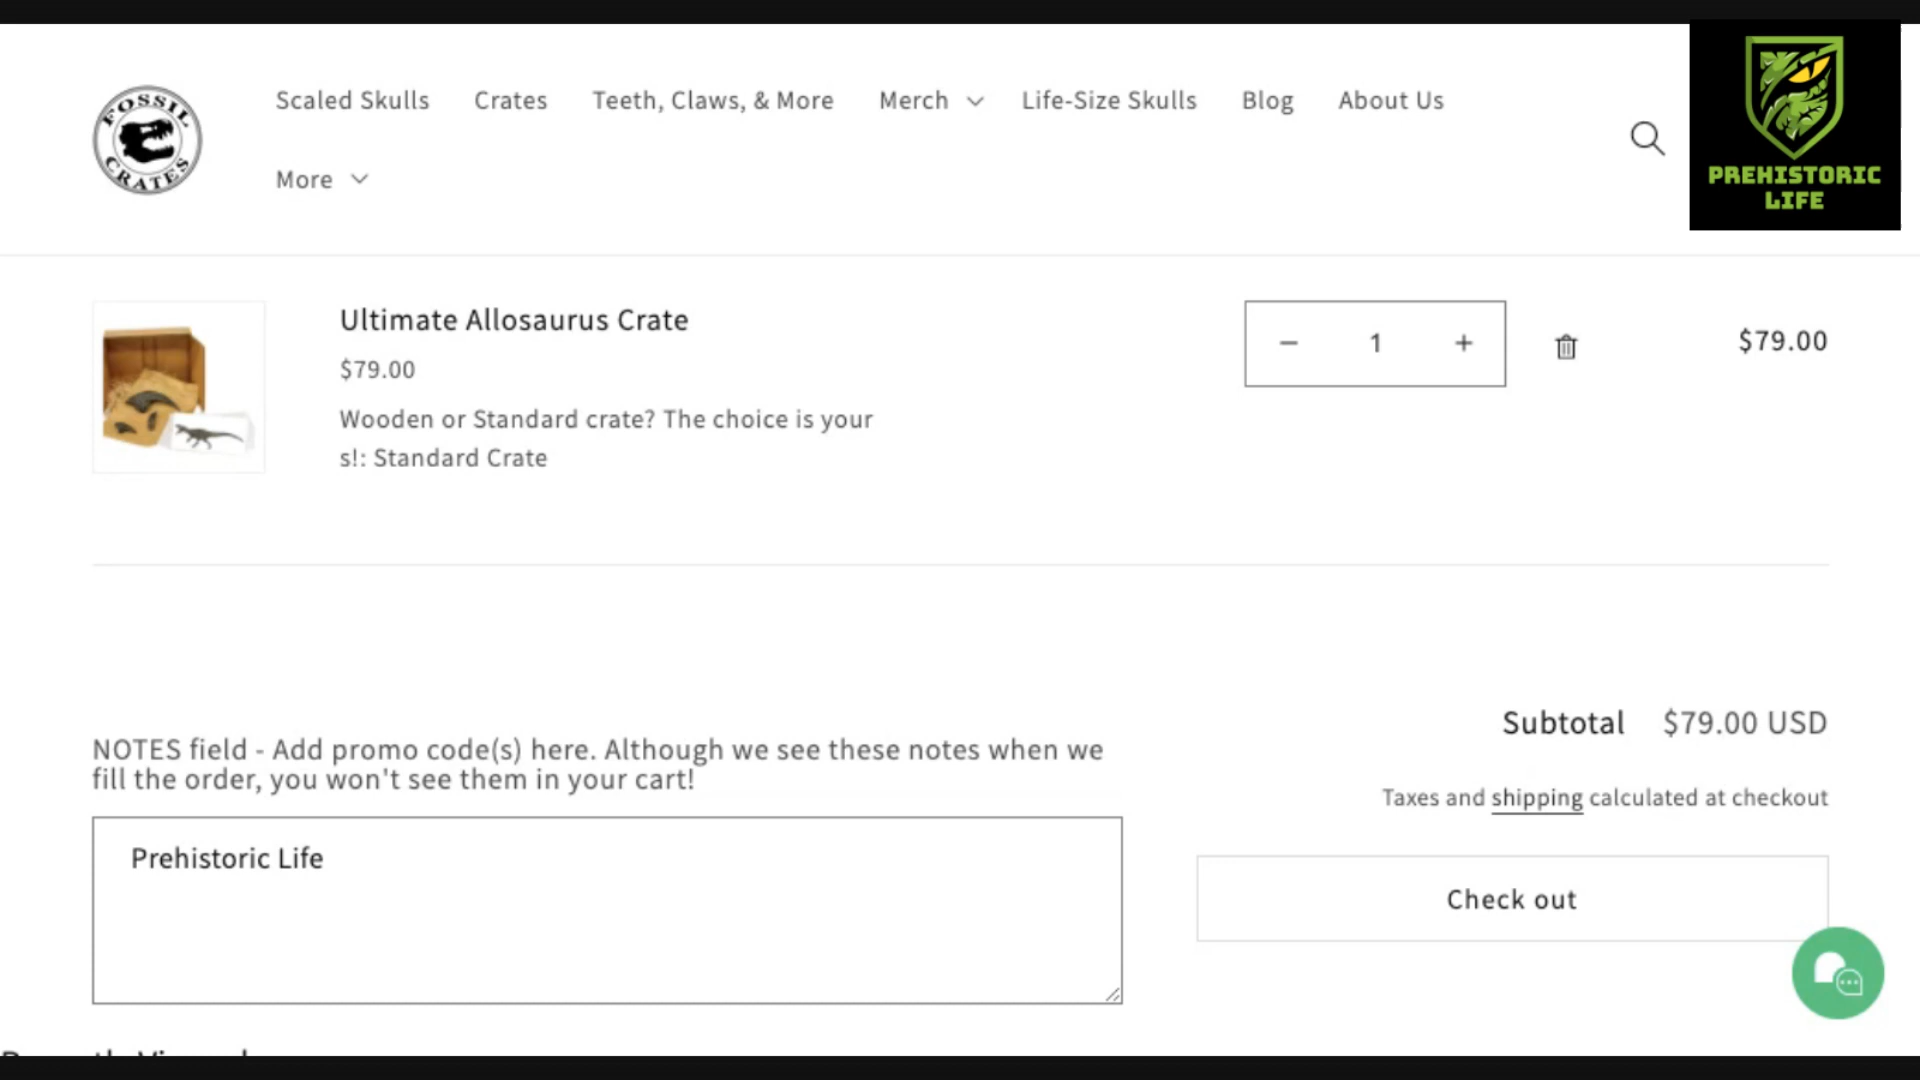 FOSSIL
CRATES
Scaled Skulls
Crates
Teeth, Claws, & More
Merch
Life-Size Skulls
Blog
About Us
More
PREHISTORIC
LIFE
Ultimate Allosaurus Crate
$79.00
Wooden or Standard crate? The choice is your
s!: Standard Crate
1
$79.00
Subtotal $79.00 USD
Taxes and shipping calculated at checkout
Check out
NOTES field - Add promo code(s) here. Although we see these notes when we
fill the order, you won't see them in your cart!
Prehistoric Life